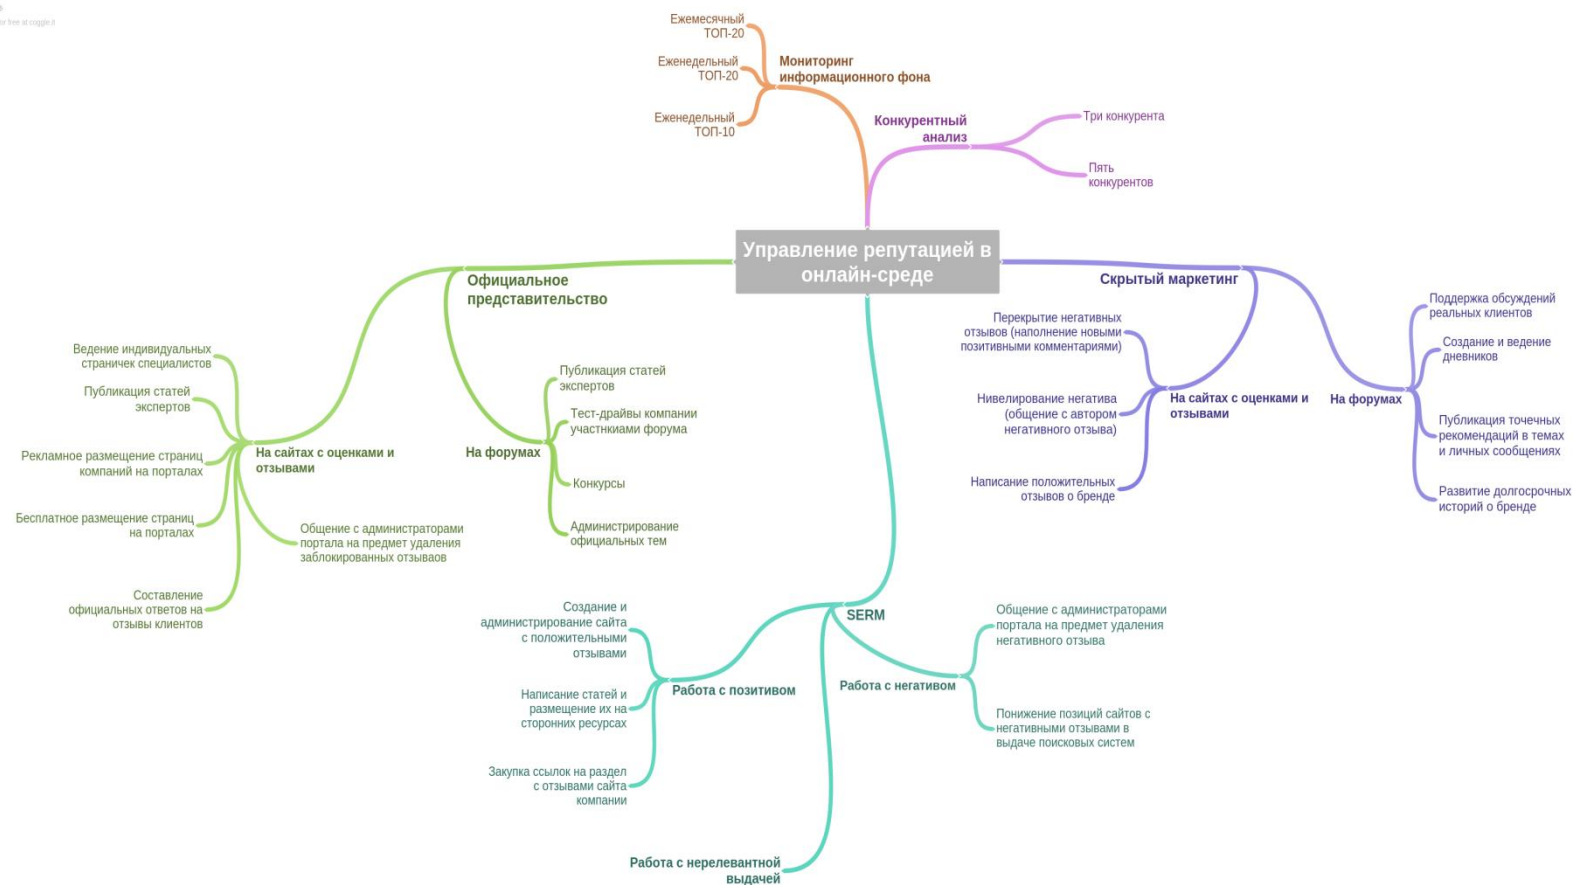 or free at coggle.it
Ежемесячный
ТОП-20
Еженедельный
ТОП-20
Еженедельный
ТОП-10
Мониторинг
информационного фона
Конкурентный
анализ
Три конкурента
Пять
конкурентов
Управление репутацией в
онлайн-среде
Официальное
представительство
Ведение индивидуальных
страничек специалистов
Публикация статей
экспертов
Рекламное размещение страниц
компаний на порталах
Бесплатное размещение страниц
на порталах
Составление
официальных ответов на
отзывы клиентов
На сайтах с оценками и
отзывами
Общение с администраторами
портала на предмет удаления
заблокированных отзываов
На форумах
Публикация статей
экспертов
Тест-драйвы компании
участнкиами форума
Конкурсы
Администрирование
официальных тем
Скрытый маркетинг
Перекрытие негативных
отзывов (наполнение новыми
позитивными комментариями)
Нивелирование негатива
(общение с автором
негативного отзыва)
Написание положительных
отзывов о бренде
На сайтах с оценками и
отзывами
На форумах
Поддержка обсуждений
реальных клиентов
Создание и ведение
дневников
Публикация точечных
рекомендаций в темах
и личных сообщениях
Развитие долгосрочных
историй о бренде
SERM
Создание и
администрирование сайта
с положительными
отзывами
Написание статей и
размещение их на
сторонних ресурсах
Закупка ссылок на раздел
с отзывами сайта
компании
Работа с позитивом
Работа с негативом
Общение с администраторами
портала на предмет удаления
негативного отзыва
Понижение позиций сайтов с
негативными отзывами в
выдаче поисковых систем
Работа с нерелевантной
выдачей